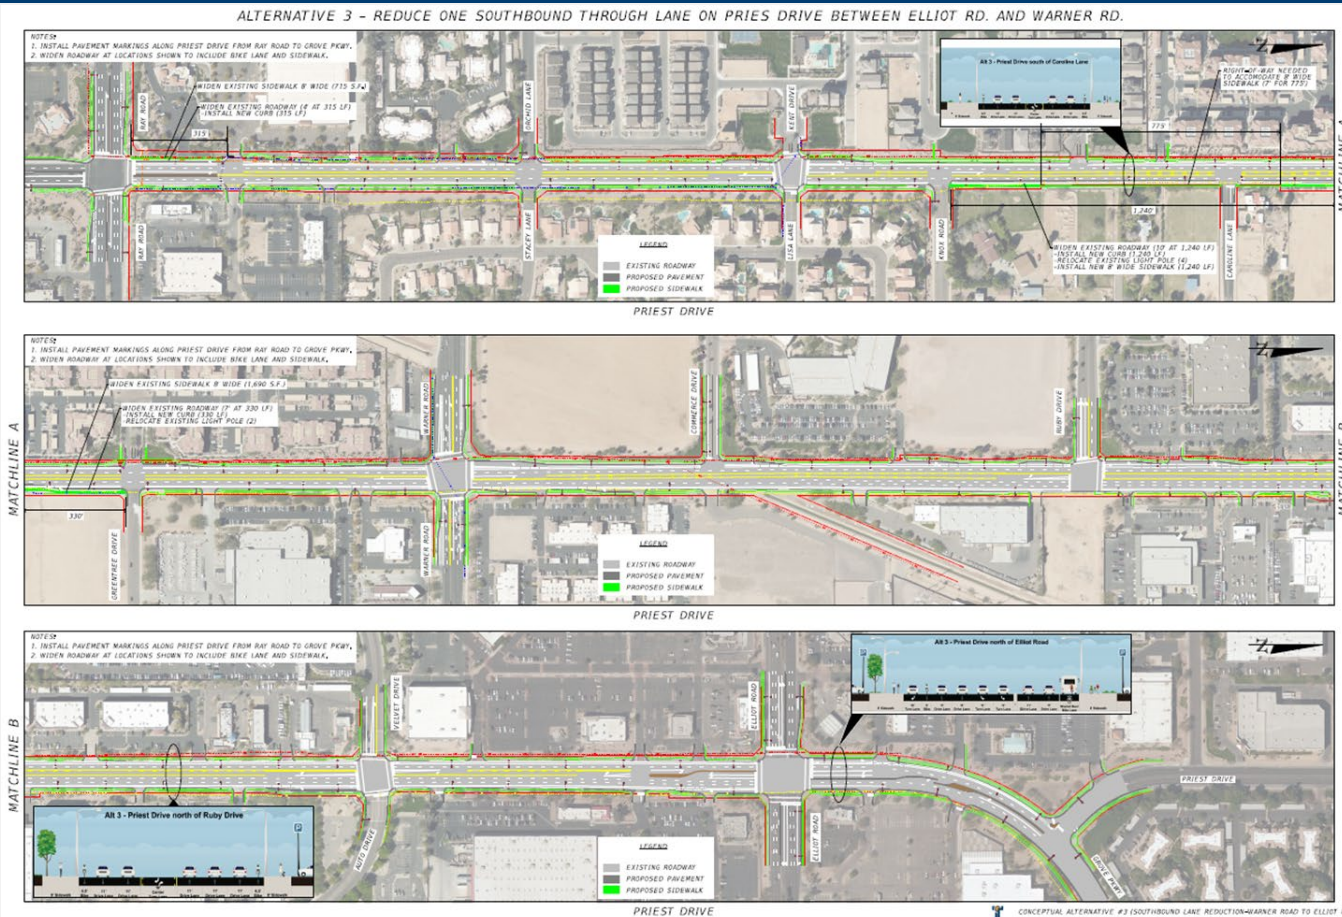 ALTERNATIVE 3 - REDUCE ONE SOUTHBOUND THROUGH LANE ON PRIES DRIVE BETWEEN ELLIOT RD. AND WARNER RD.
NOTES:
1. INSTALL PAVEMENT MARKINGS ALONG PRIEST DRIVE FROM RAY ROAD TO GROVE PKWY.
2. WIDEN ROADWAY AT LOCATIONS SHOWN TO INCLUDE BIKE LANE AND SIDEWALK.
WIDEN EXISTING SIDEWALK 8' WIDE (715 S.F.)
WIDEN EXISTING ROADWAY (4' AT 315 LF)
-INSTALL NEW CURB (315 LF)
315'
RAY ROAD
ORCHID LANE
KENT DRIVE
Alt 3 - Priest Drive south of Caroline Lane
RIGHT-OF-WAY NEEDED
TO ACCOMODATE 8' WIDE
SIDEWALK (7' FOR 775')
775'
RAY ROAD
STACEY LANE
LISA LANE
KNOX ROAD
1,240'
CAROLINE LANE
WIDEN EXISTING ROADWAY (10' AT 1,240 LF)
-INSTALL NEW CURB (1,240 LF)
-RELOCATE EXISTING LIGHT POLE (4)
-INSTALL NEW 8' WIDE SIDEWALK (1,240 LF)
LEGEND
EXISTING ROADWAY
PROPOSED PAVEMENT
PROPOSED SIDEWALK
PRIEST DRIVE
MATCHLINE A
NOTES:
1. INSTALL PAVEMENT MARKINGS ALONG PRIEST DRIVE FROM RAY ROAD TO GROVE PKWY.
2. WIDEN ROADWAY AT LOCATIONS SHOWN TO INCLUDE BIKE LANE AND SIDEWALK.
WIDEN EXISTING SIDEWALK 8' WIDE (1,690 S.F.)
WIDEN EXISTING ROADWAY (7' AT 330 LF)
-INSTALL NEW CURB (330 LF)
-RELOCATE EXISTING LIGHT POLE (2)
330'
GREENTREE DRIVE
WARNER ROAD
WARNER ROAD
COMMERCE DRIVE
RUBY DRIVE
LEGEND
EXISTING ROADWAY
PROPOSED PAVEMENT
PROPOSED SIDEWALK
PRIEST DRIVE
MATCHLINE B
NOTES:
1. INSTALL PAVEMENT MARKINGS ALONG PRIEST DRIVE FROM RAY ROAD TO GROVE PKWY.
2. WIDEN ROADWAY AT LOCATIONS SHOWN TO INCLUDE BIKE LANE AND SIDEWALK.
VELVET DRIVE
ELLIOT ROAD
Alt 3 - Priest Drive north of Elliot Road
PRIEST DRIVE
Alt 3 - Priest Drive north of Ruby Drive
AUTO DRIVE
ELLIOT ROAD
GROVE PKWY
LEGEND
EXISTING ROADWAY
PROPOSED PAVEMENT
PROPOSED SIDEWALK
PRIEST DRIVE
CONCEPTUAL ALTERNATIVE #3 (SOUTHBOUND LANE REDUCTION-WARNER ROAD TO ELLIOT